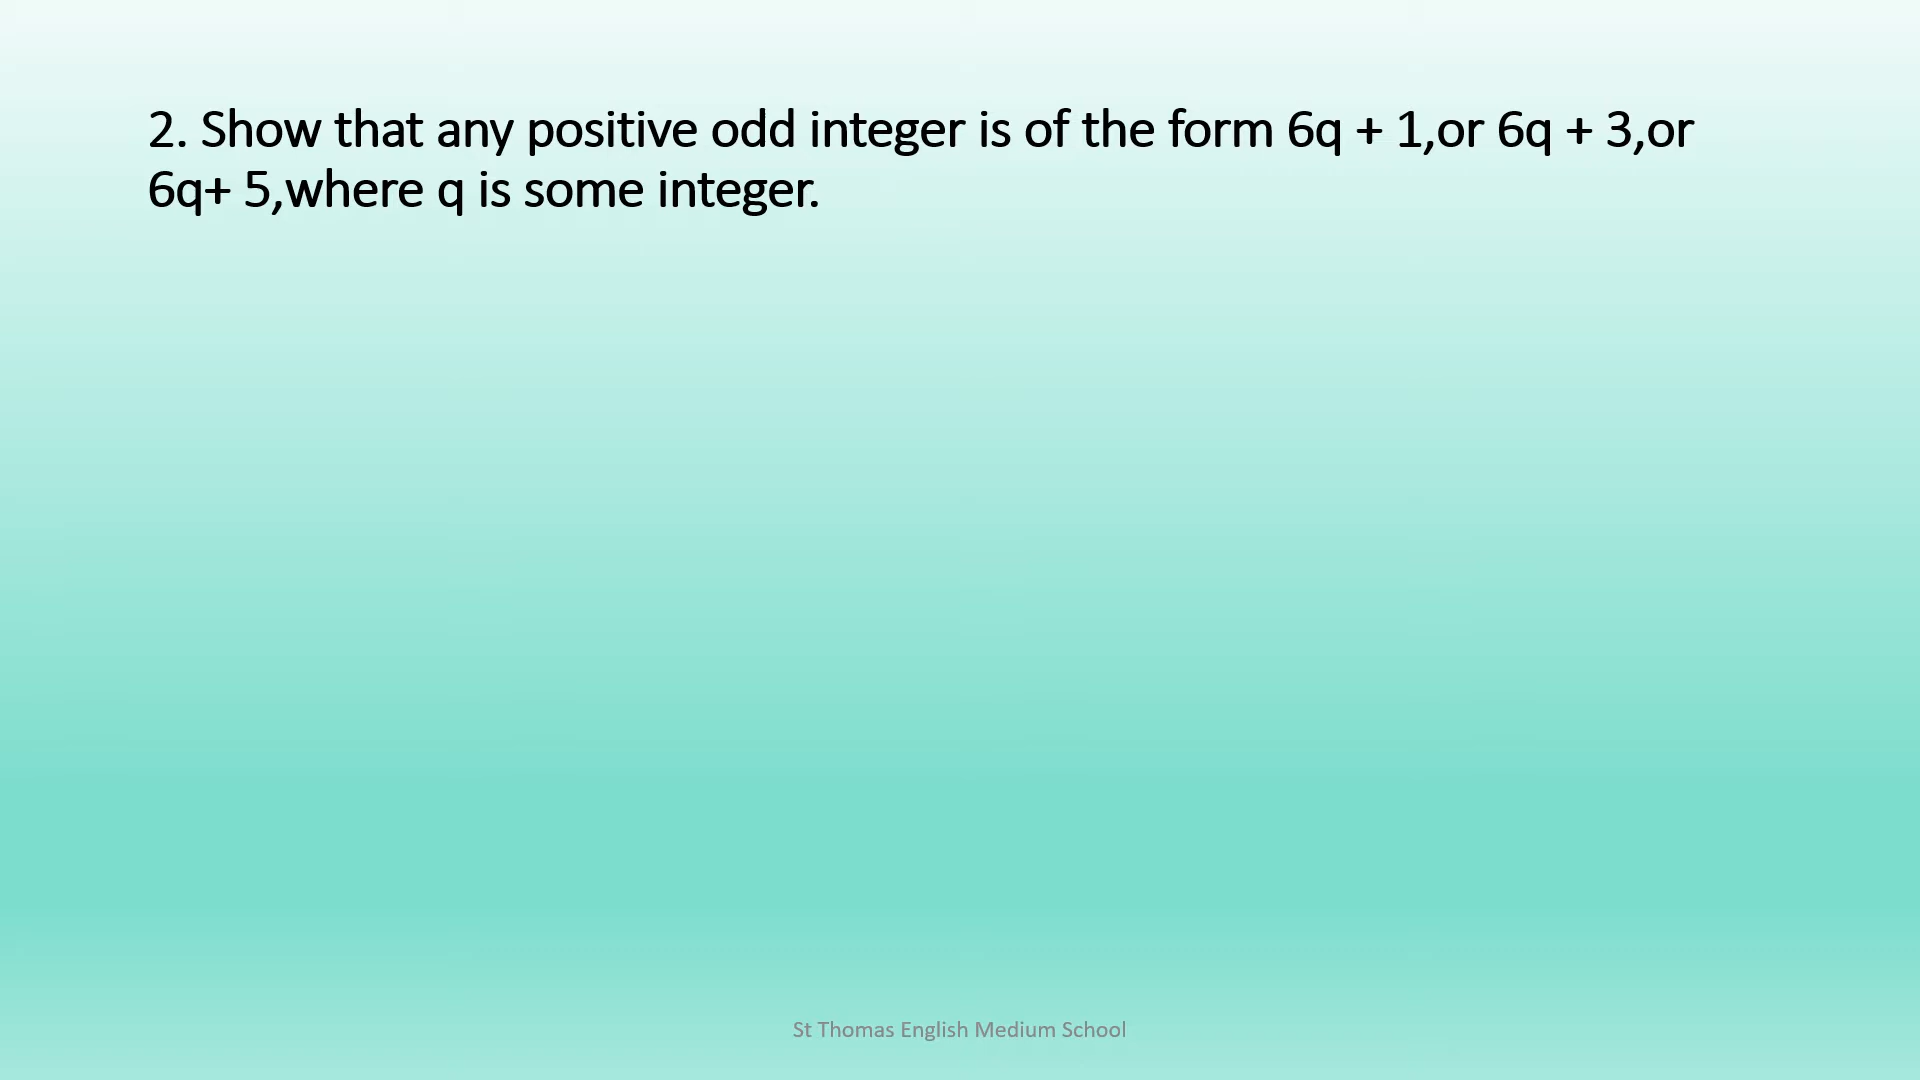 2. Show that any positive odd integer is of the form 6q + 1,or 6q + 3,or
6q+ 5,where q is some integer.
St Thomas English Medium School